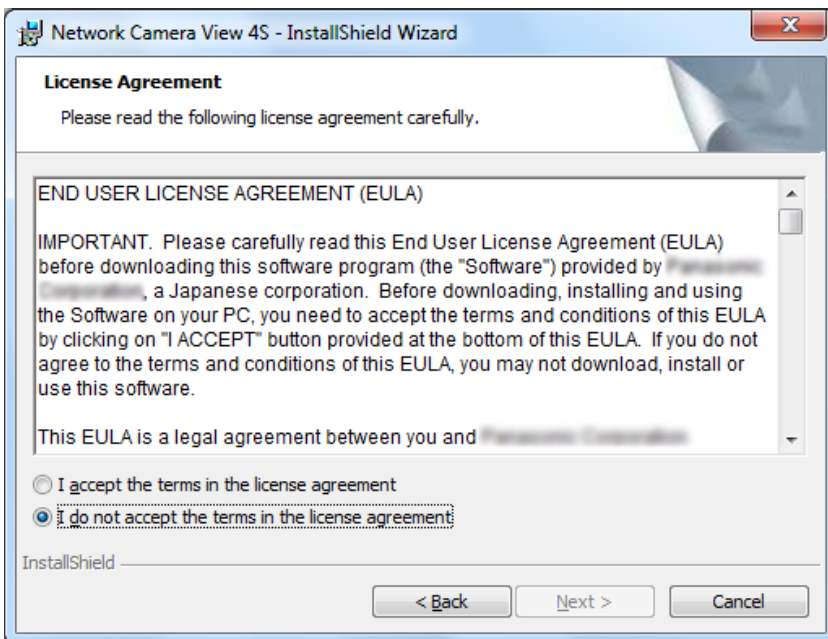 Network Camera View 4S - InstallShield Wizard
License Agreement
Please read the following license agreement carefully.
END USER LICENSE AGREEMENT (EULA)
IMPORTANT.  Please carefully read this End User License Agreement (EULA)
before downloading this software program (the "Software") provided by
, a Japanese corporation.  Before downloading, installing and using
the Software on your PC, you need to accept the terms and conditions of this EULA
by clicking on "I ACCEPT" button provided at the bottom of this EULA.  If you do not
agree to the terms and conditions of this EULA, you may not download, install or
use this software.
This EULA is a legal agreement between you and
I accept the terms in the license agreement
I do not accept the terms in the license agreement
InstallShield
< Back
Next >
Cancel